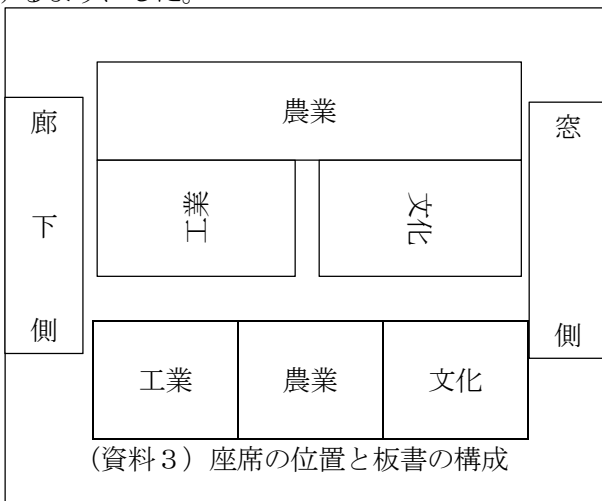 農業
廊下側
窓側
工業
文化
工業
農業
文化
(資料3)座席の位置と板書の構成